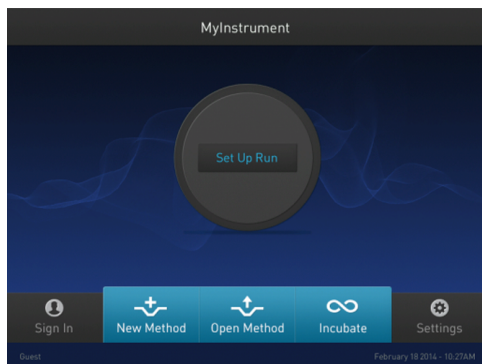 MyInstrument
Set Up Run
Sign In
New Method
Open Method
Incubate
Settings
Guest
February 18 2014 - 10:27AM